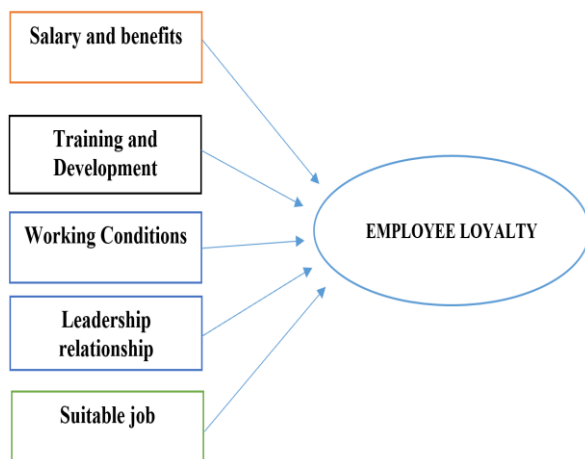 Salary and benefits
Training and
Development
Working Conditions
Leadership
relationship
Suitable job
EMPLOYEE LOYALTY